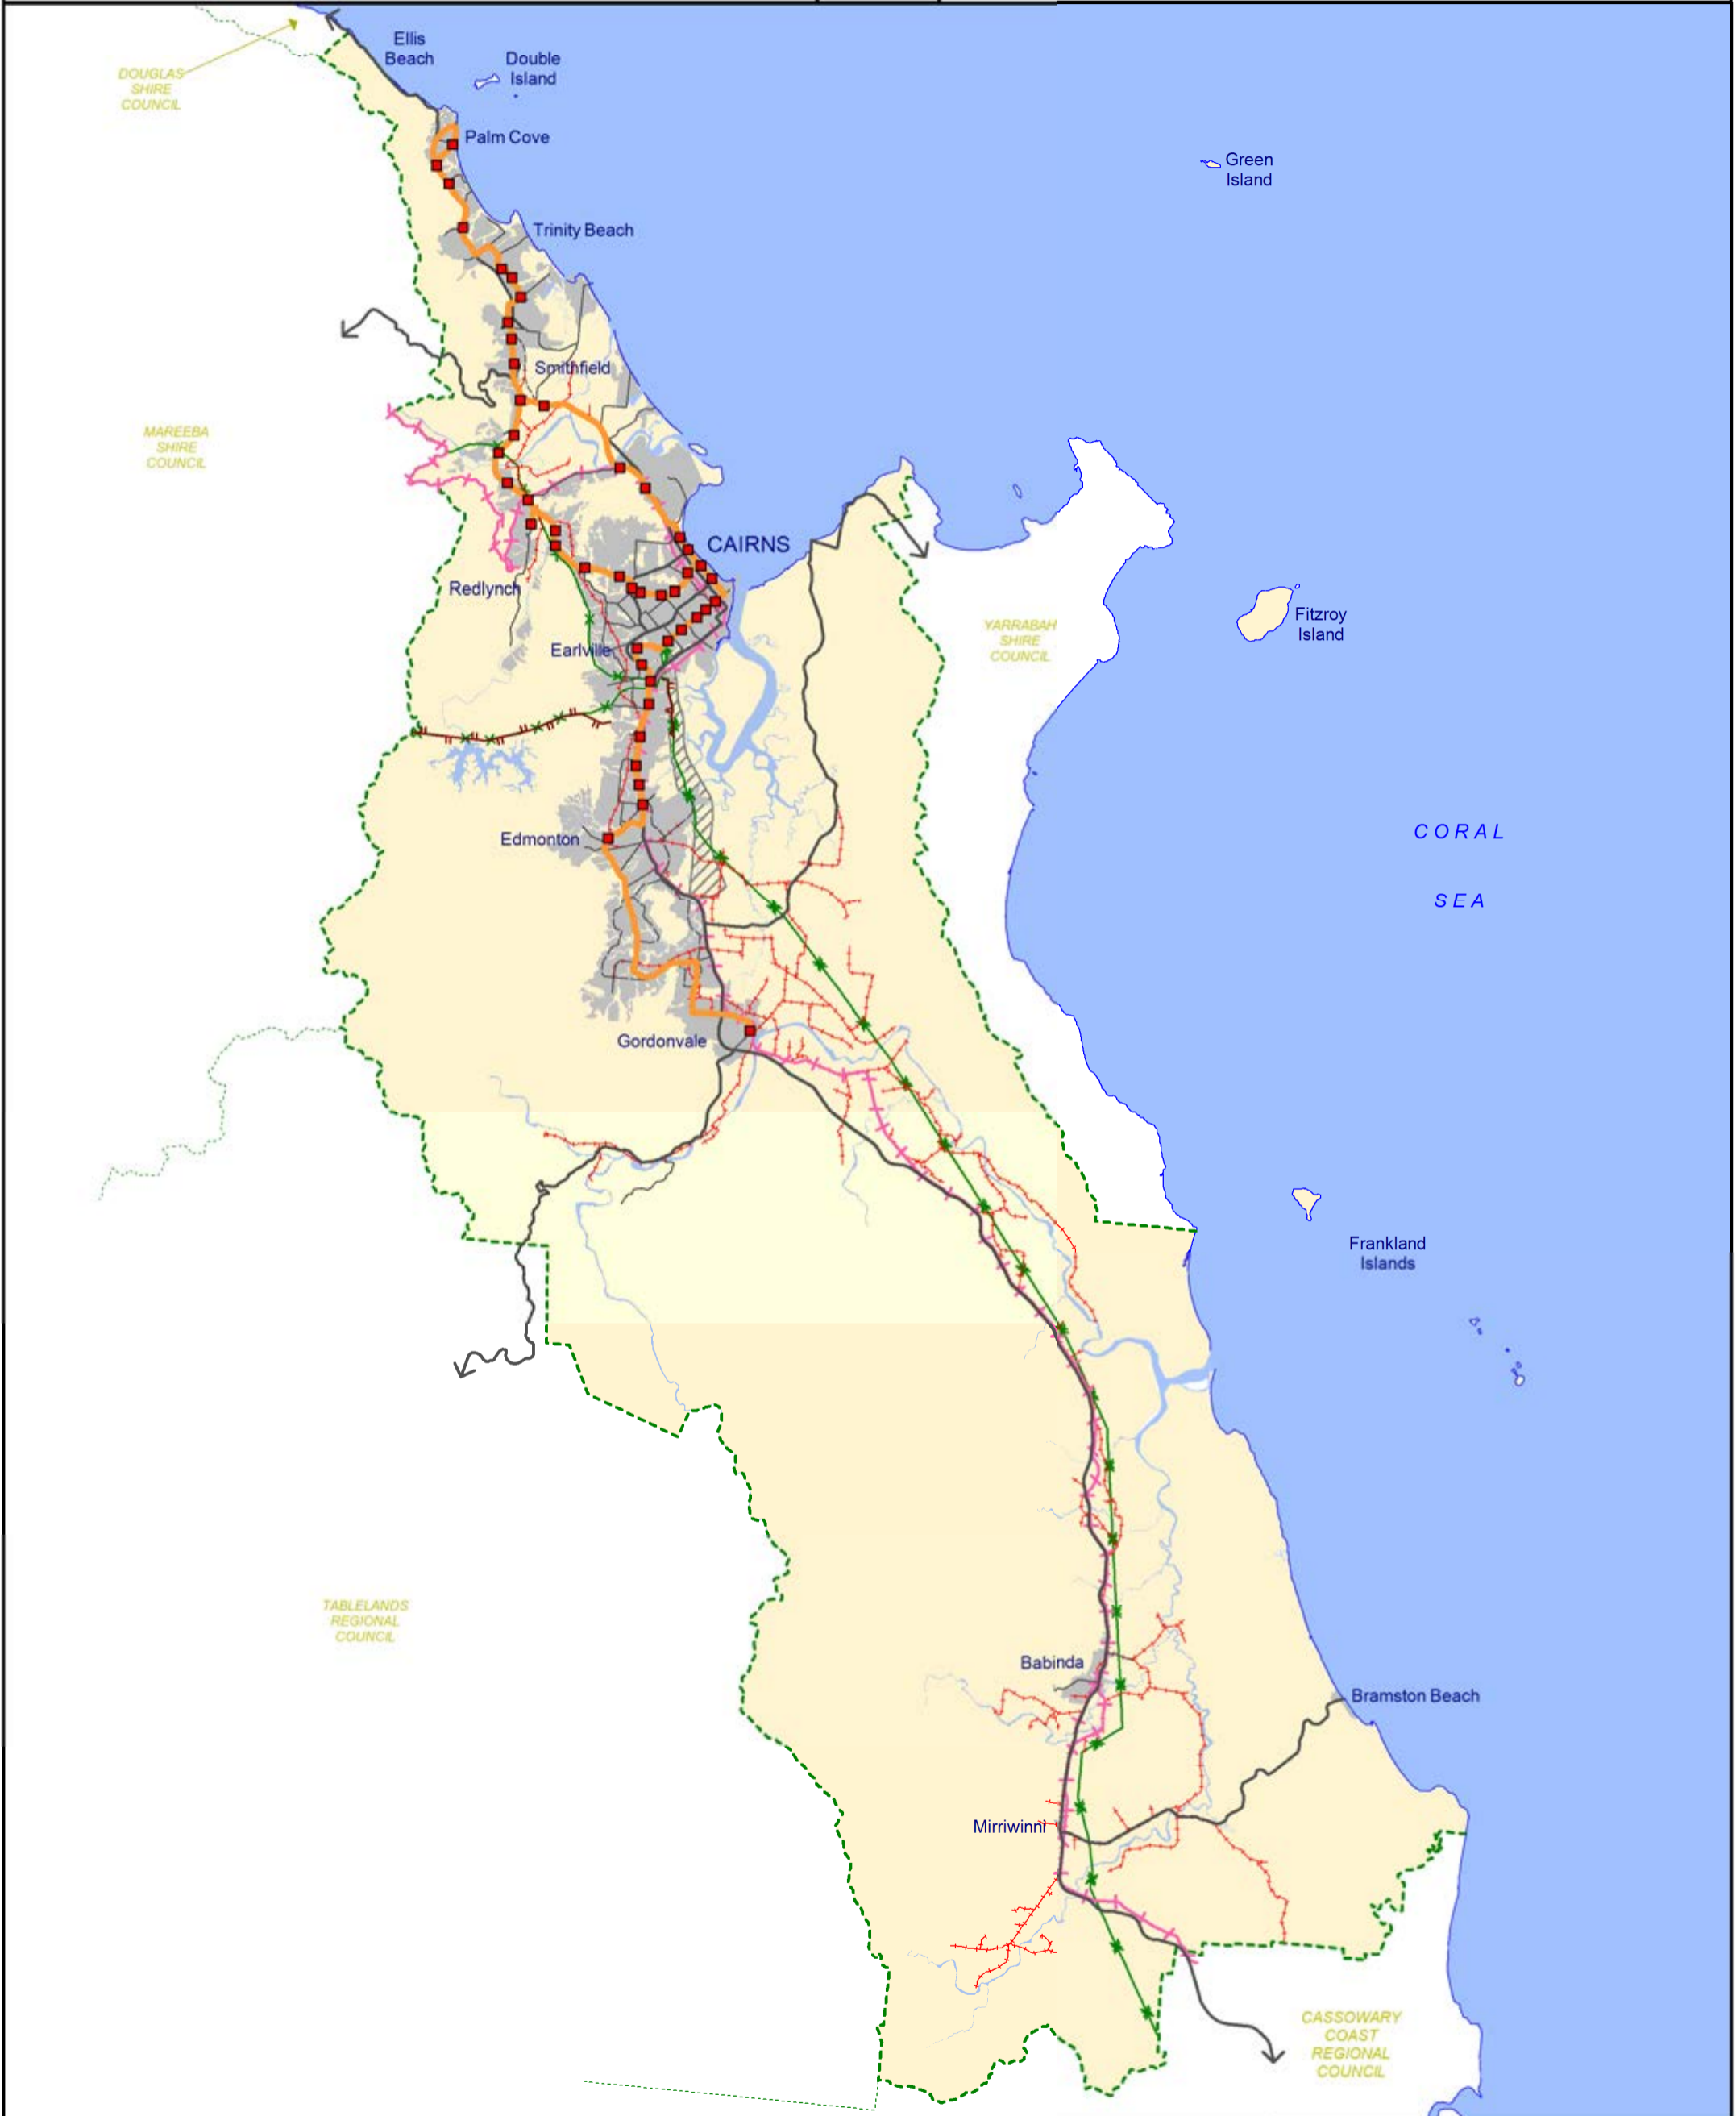 Ellis
Beach
Double
Island
DOUGLAS
SHIRE
COUNCIL
Palm Cove
Green
Island
Trinity Beach
Smithfield
MAREEBA
SHIRE
COUNCIL
CAIRNS
Redlynch
Fitzroy
Island
YARRABAH
SHIRE
COUNCIL
Earlville
Edmonton
CORAL
SEA
Gordonvale
Frankland
Islands
TABLELANDS
REGIONAL
COUNCIL
Babinda
Bramston Beach
Mirriwinni
CASSOWARY
COAST
REGIONAL
COUNCIL